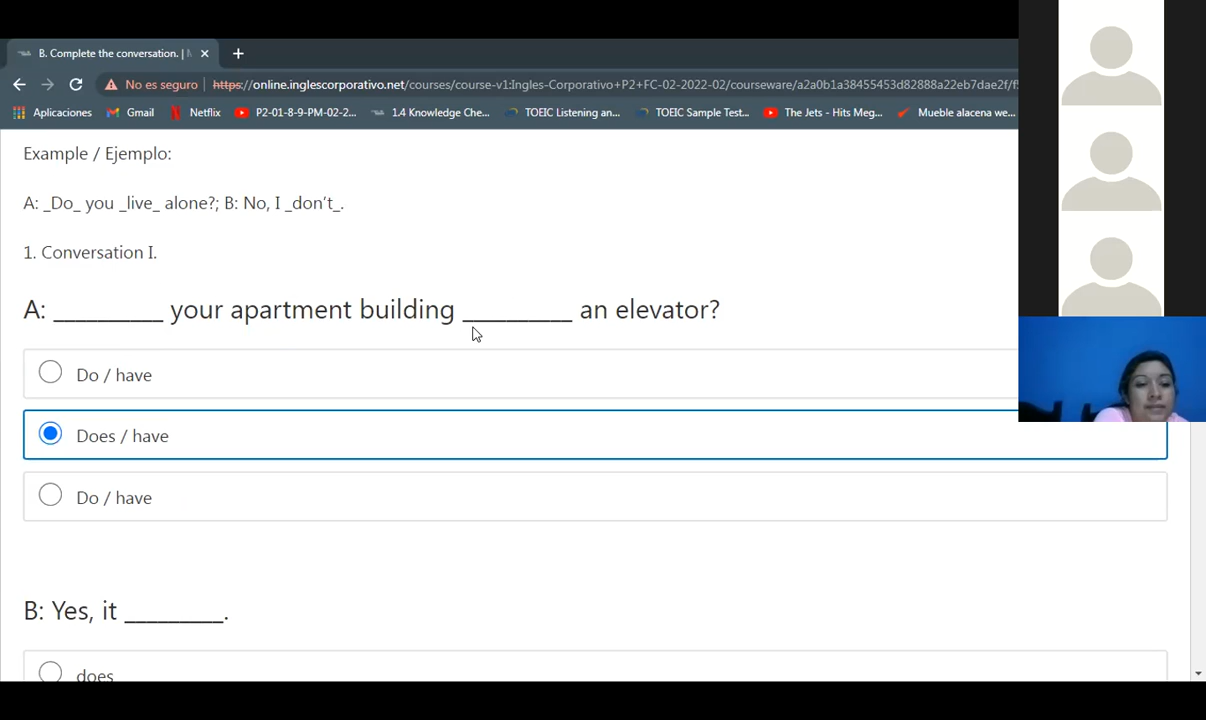 B. Complete the conversation. | N
No es seguro | https://online.inglescorporativo.net/courses/course-v1:Ingles-Corporativo+P2+FC-02-2022-02/courseware/a2a0b1a38455453d82888a22eb7dae2f/f5
Aplicaciones Gmail Netflix P2-01-8-9-PM-02-2... 1.4 Knowledge Che... TOEIC Listening an... TOEIC Sample Test... The Jets - Hits Meg... Mueble alacena we...
Example / Ejemplo:
A: _Do_ you _live_ alone?; B: No, I _don't_.
1. Conversation I.
A: __________ your apartment building __________ an elevator?
Do / have
Does / have
Do / have
B: Yes, it _________.
does